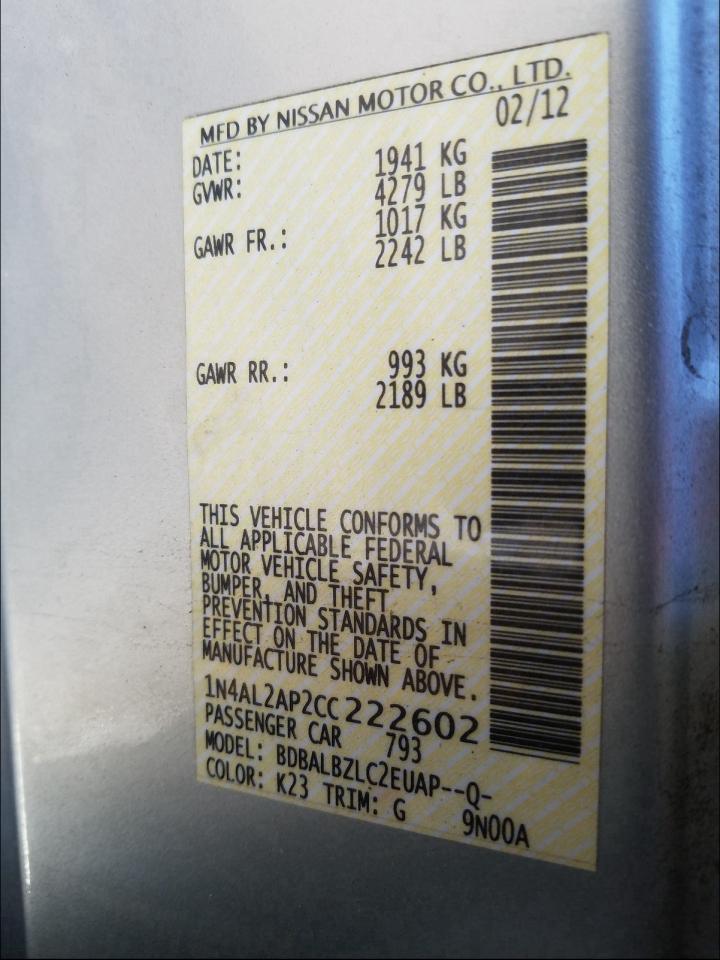 MFD BY NISSAN MOTOR CO., LTD.
DATE: 02/12
GVWR: 1941 KG
4279 LB
GAWR FR.: 1017 KG
2242 LB
GAWR RR.: 993 KG
2189 LB
THIS VEHICLE CONFORMS TO
ALL APPLICABLE FEDERAL
MOTOR VEHICLE SAFETY,
BUMPER, AND THEFT
PREVENTION STANDARDS IN
EFFECT ON THE DATE OF
MANUFACTURE SHOWN ABOVE.
1N4AL2AP2CC222602
PASSENGER CAR 793
MODEL: BDBALBZLC2EUAP--Q-
COLOR: K23 TRIM: G 9N00A